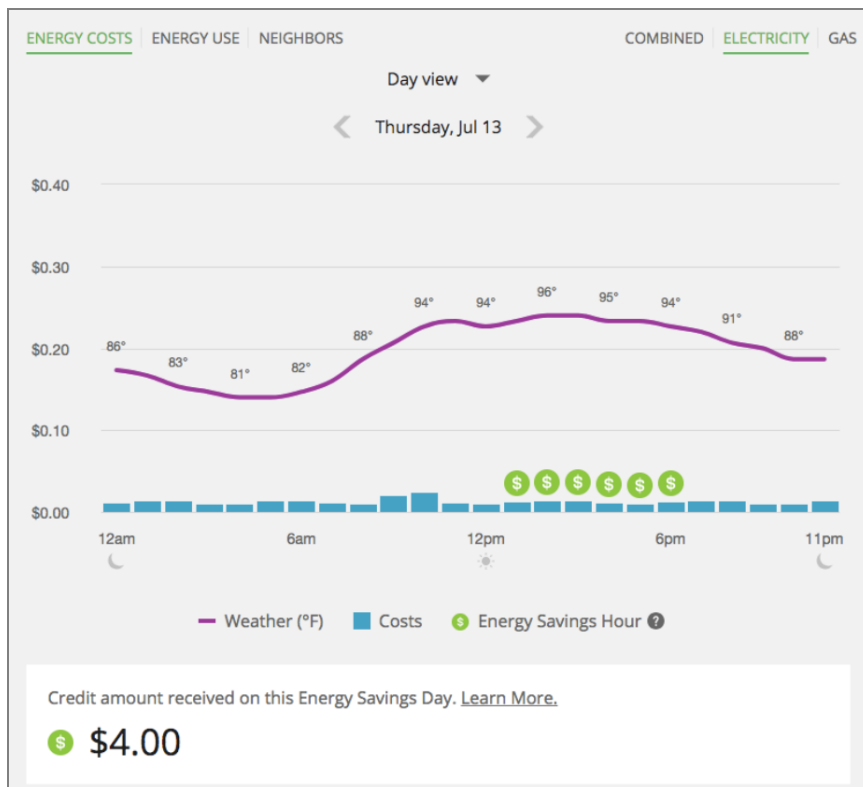 ENERGY COSTS ENERGY USE NEIGHBORS COMBINED ELECTRICITY GAS
Day view
Thursday, Jul 13
$0.40
$0.30
$0.20
$0.10
$0.00
86° 83° 81° 82° 88° 94° 94° 96° 95° 94° 91° 88°
$ $ $ $ $ $
12am 6am 12pm 6pm 11pm
Weather (°F) Costs $ Energy Savings Hour ?
Credit amount received on this Energy Savings Day. Learn More.
$ $4.00